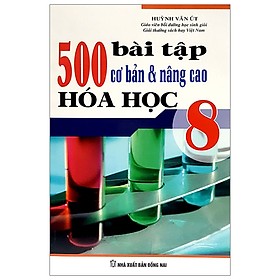 HUỲNH VĂN ÚT
Giáo viên bồi dưỡng học sinh giỏi
Giải thưởng sách hay Việt Nam
500 bài tập
cơ bản & nâng cao
HÓA HỌC 8
NHÀ XUẤT BẢN ĐỒNG NAI